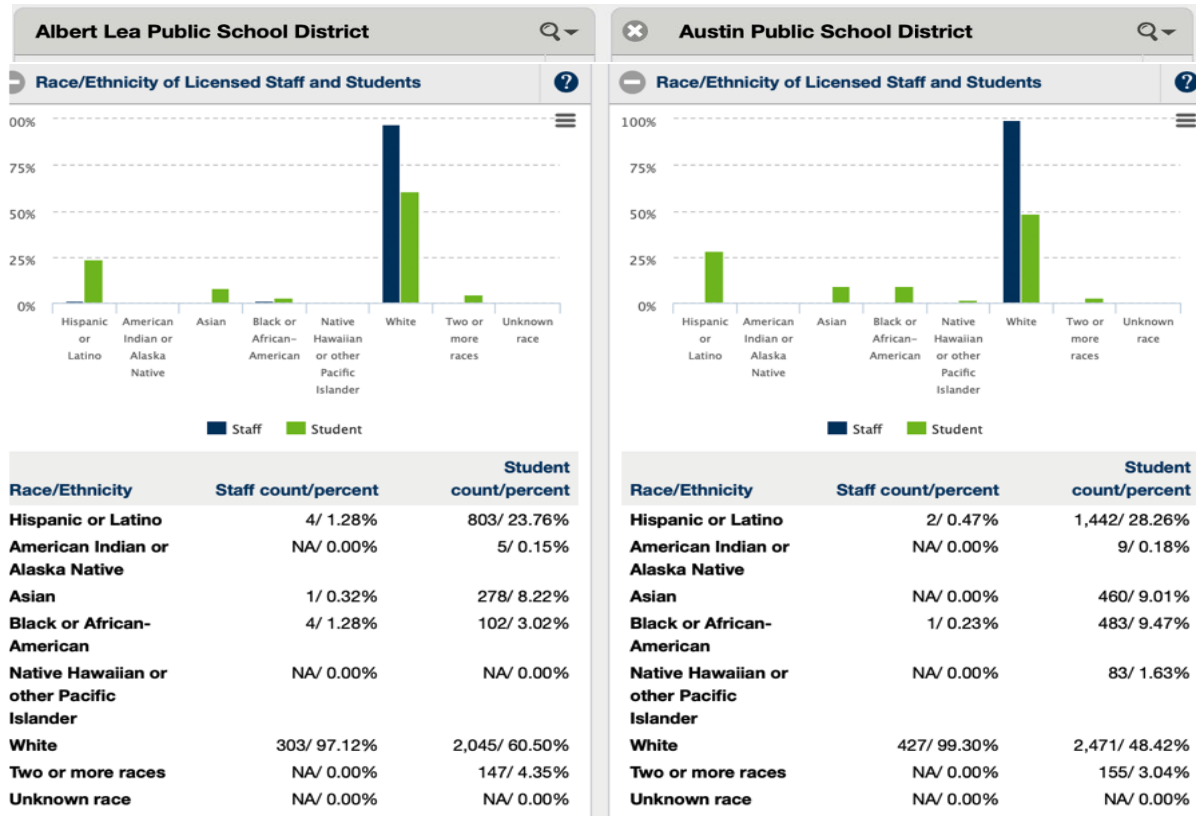 Albert Lea Public School District
Race/Ethnicity of Licensed Staff and Students
?
00%
75%
50%
25%
0%
Hispanic or Latino
American Indian or Alaska Native
Asian
Black or African-American
Native Hawaiian or other Pacific Islander
White
Two or more races
Unknown race
Staff Student
Race/Ethnicity Staff count/percent Student count/percent
Hispanic or Latino 4/ 1.28% 803/ 23.76%
American Indian or Alaska Native NA/ 0.00% 5/ 0.15%
Asian 1/ 0.32% 278/ 8.22%
Black or African-American 4/ 1.28% 102/ 3.02%
Native Hawaiian or other Pacific Islander NA/ 0.00% NA/ 0.00%
White 303/ 97.12% 2,045/ 60.50%
Two or more races NA/ 0.00% 147/ 4.35%
Unknown race NA/ 0.00% NA/ 0.00%
Austin Public School District
Race/Ethnicity of Licensed Staff and Students
?
100%
75%
50%
25%
0%
Hispanic or Latino
American Indian or Alaska Native
Asian
Black or African-American
Native Hawaiian or other Pacific Islander
White
Two or more races
Unknown race
Staff Student
Race/Ethnicity Staff count/percent Student count/percent
Hispanic or Latino 2/ 0.47% 1,442/ 28.26%
American Indian or Alaska Native NA/ 0.00% 9/ 0.18%
Asian NA/ 0.00% 460/ 9.01%
Black or African-American 1/ 0.23% 483/ 9.47%
Native Hawaiian or other Pacific Islander NA/ 0.00% 83/ 1.63%
White 427/ 99.30% 2,471/ 48.42%
Two or more races NA/ 0.00% 155/ 3.04%
Unknown race NA/ 0.00% NA/ 0.00%